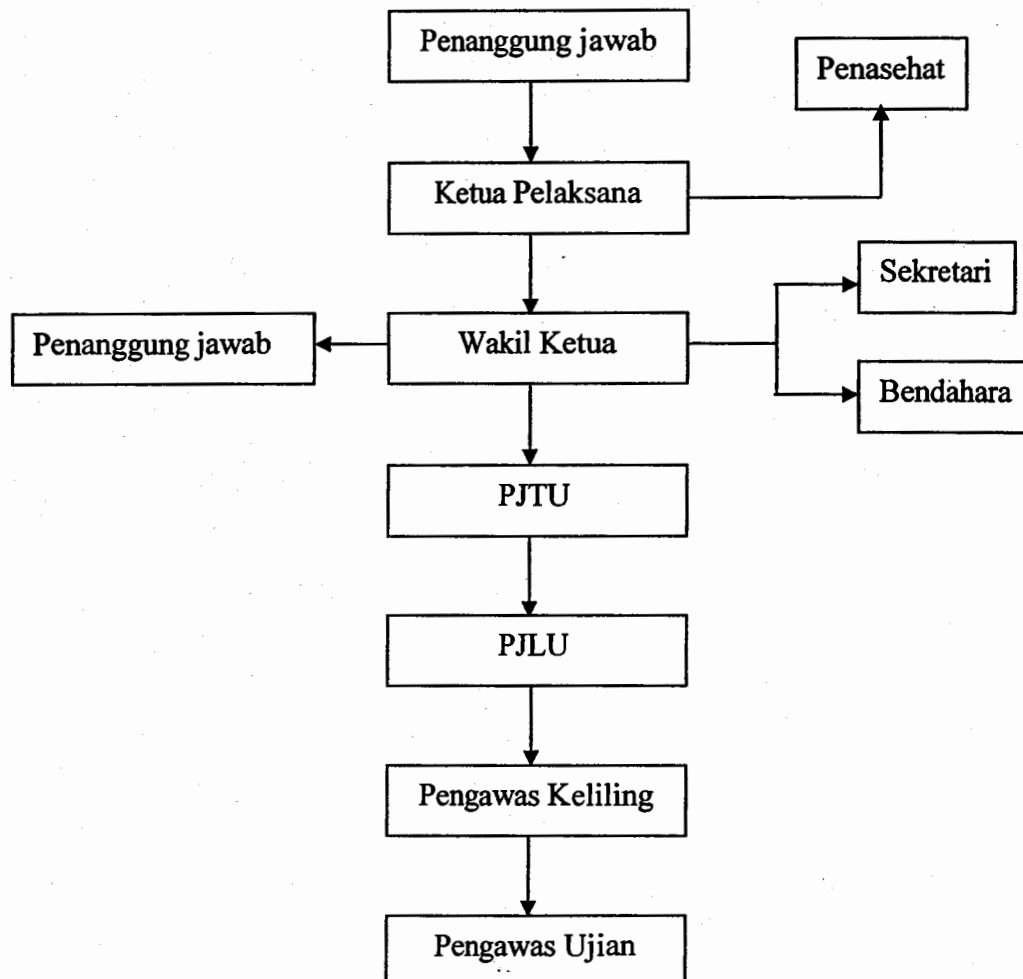 Penanggung jawab
Penasehat
Ketua Pelaksana
Sekretari
Penanggung jawab
Wakil Ketua
Bendahara
PJTU
PJLU
Pengawas Keliling
Pengawas Ujian